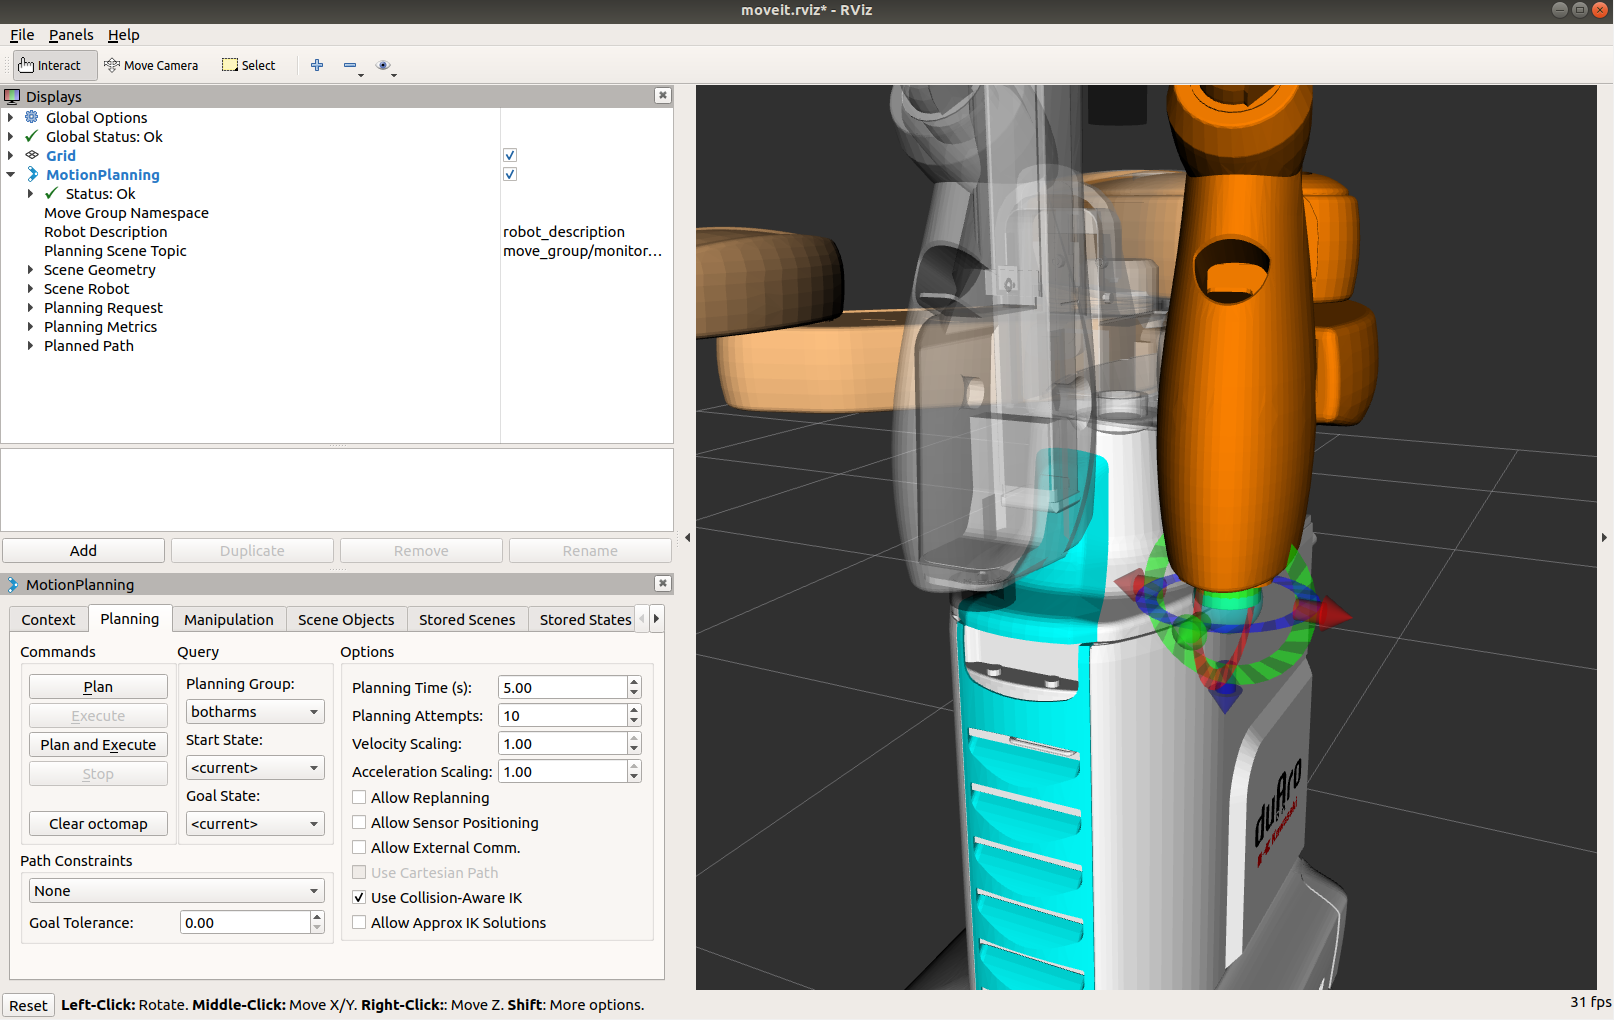 moveit.rviz* - RViz
File Panels Help
Interact Move Camera Select
Displays
Global Options
Global Status: Ok
Grid
MotionPlanning
Status: Ok
Move Group Namespace
Robot Description robot_description
Planning Scene Topic move_group/monitor...
Scene Geometry
Scene Robot
Planning Request
Planning Metrics
Planned Path
Add Duplicate Remove Rename
MotionPlanning
Context Planning Manipulation Scene Objects Stored Scenes Stored States
Commands
Plan
Execute
Plan and Execute
Stop
Clear octomap
Query
Planning Group:
botharms
Start State:
<current>
Goal State:
<current>
Path Constraints
None
Goal Tolerance: 0.00
Options
Planning Time (s): 5.00
Planning Attempts: 10
Velocity Scaling: 1.00
Acceleration Scaling: 1.00
Allow Replanning
Allow Sensor Positioning
Allow External Comm.
Use Cartesian Path
Use Collision-Aware IK
Allow Approx IK Solutions
duAro
Kawasaki
Reset Left-Click: Rotate. Middle-Click: Move X/Y. Right-Click:: Move Z. Shift: More options.
31 fps